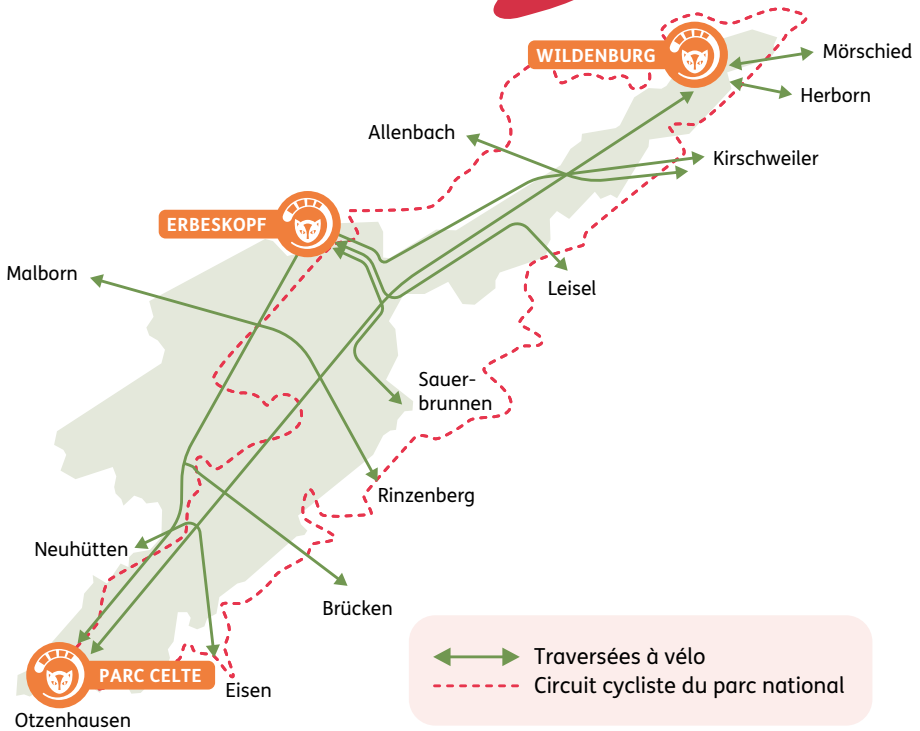 WILDENBURG
Mörschied
Herborn
Allenbach
Kirschweiler
ERBESKOPF
Malborn
Leisel
Sauer-
brunnen
Rinzenberg
Neuhütten
Brücken
PARC CELTE
Eisen
Otzenhausen
Traversées à vélo
Circuit cycliste du parc national